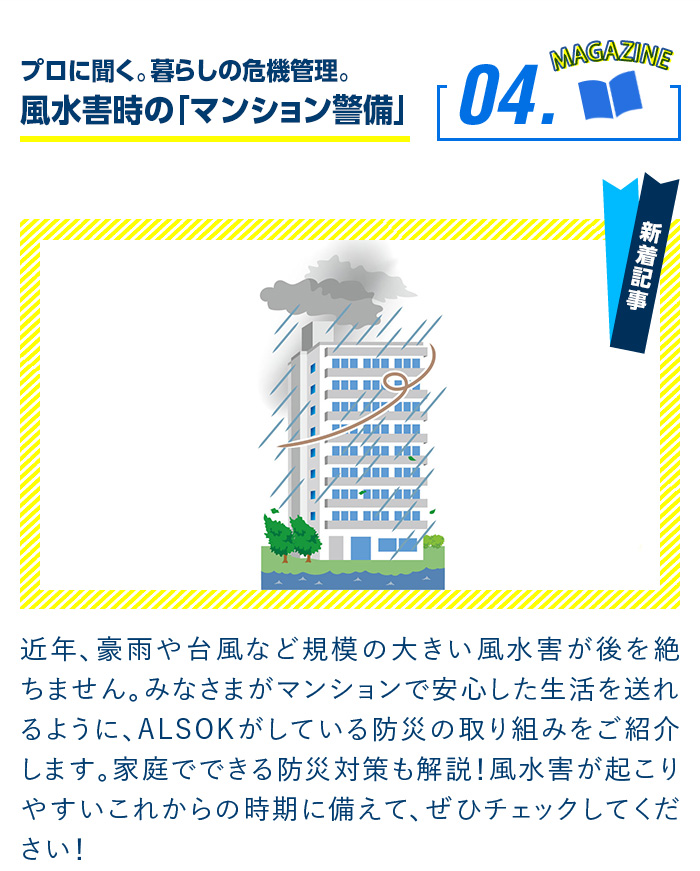 プロに聞く。暮らしの危機管理。
風水害時の「マンション警備」
04.
MAGAZINE
新着記事
近年、豪雨や台風など規模の大きい風水害が後を絶
ちません。みなさまがマンションで安心した生活を送れ
るように、ALSOKがしている防災の取り組みをご紹介
します。家庭でできる防災対策も解説！風水害が起こり
やすいこれからの時期に備えて、ぜひチェックしてくだ
さい！